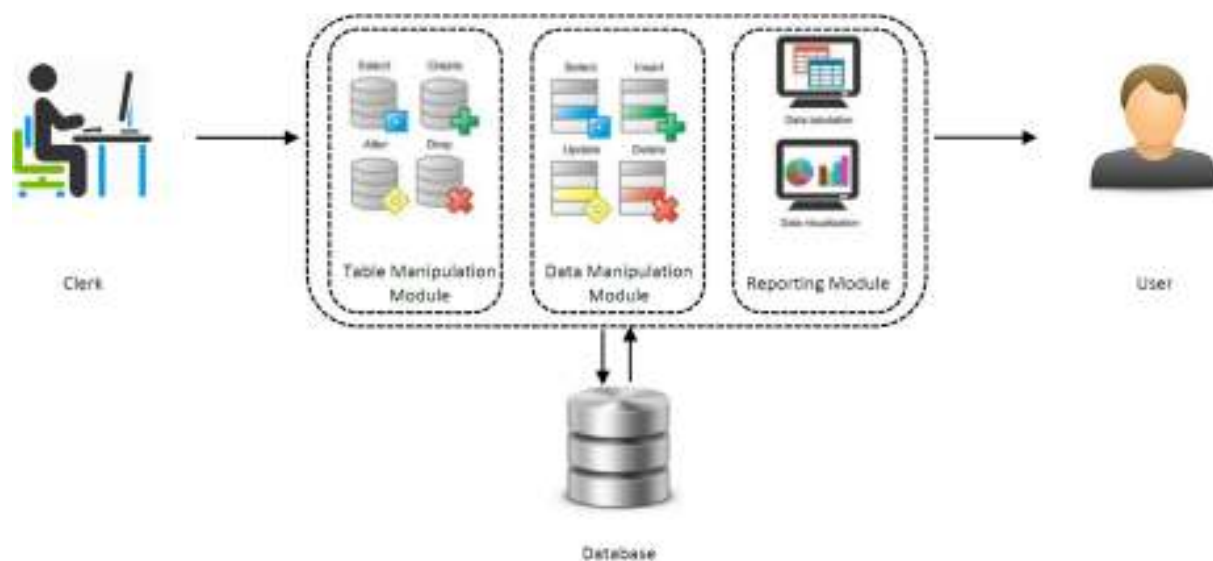 Select
Create
Alter
Drop
Table Manipulation
Module
Select
Insert
Update
Delete
Data Manipulation
Module
Data tabulation
Data visualization
Reporting Module
Clerk
User
Database